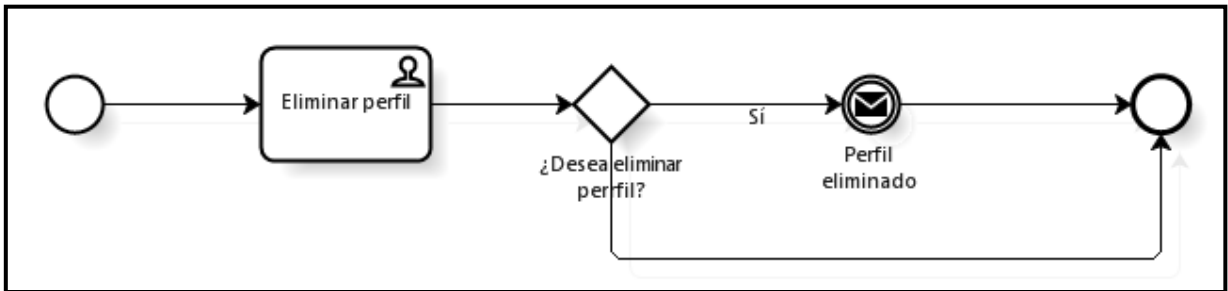 Eliminar perfil
Sí
¿Desea eliminar
perfil?
Perfil
eliminado